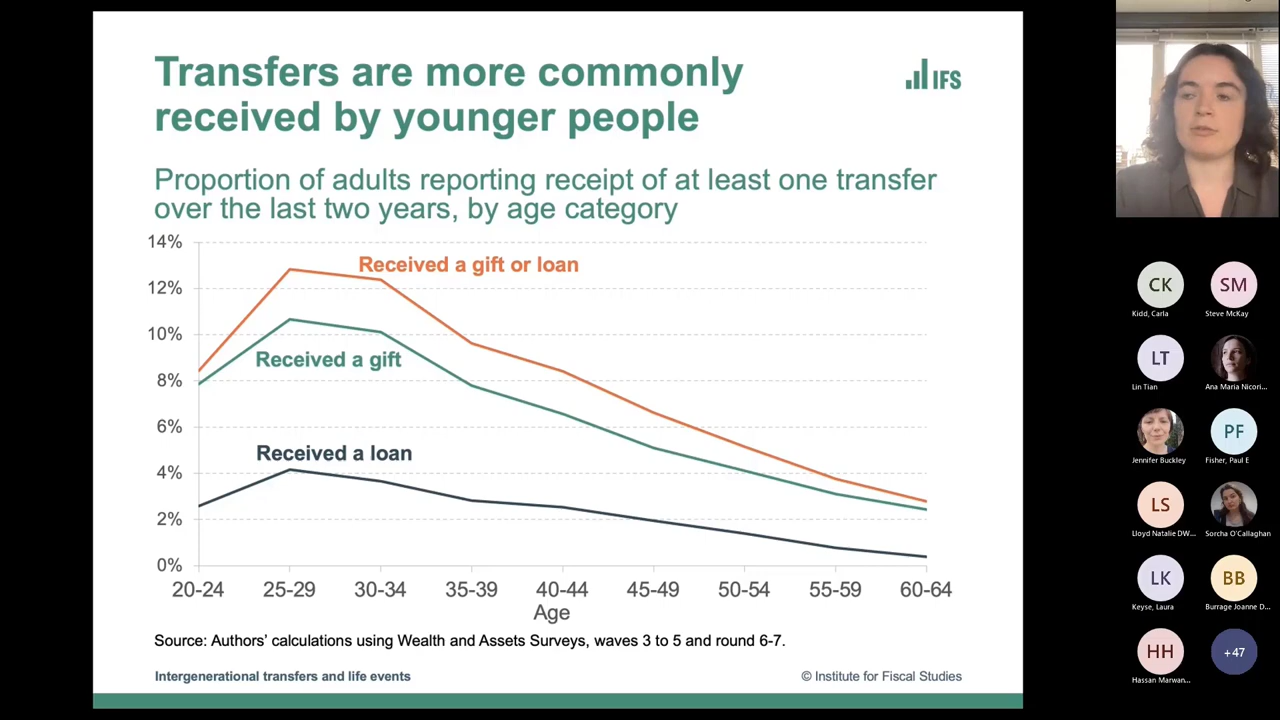 Transfers are more commonly
received by younger people
IFS
Proportion of adults reporting receipt of at least one transfer
over the last two years, by age category
14%
12%
10%
8%
6%
4%
2%
0%
Received a gift or loan
Received a gift
Received a loan
20-24 25-29 30-34 35-39 40-44 45-49 50-54 55-59 60-64
Age
Source: Authors’ calculations using Wealth and Assets Surveys, waves 3 to 5 and round 6-7.
Intergenerational transfers and life events
© Institute for Fiscal Studies
CK SM
Kidd, Carla Steve McKay
LT
Lin Tian Ana Maria Nicori...
PF
Jennifer Buckley Fisher, Paul E
LS
Lloyd Natalie DW... Sorcha O'Callaghan
LK BB
Keyse, Laura Burrage Joanne D...
HH +47
Hassan Marwan...